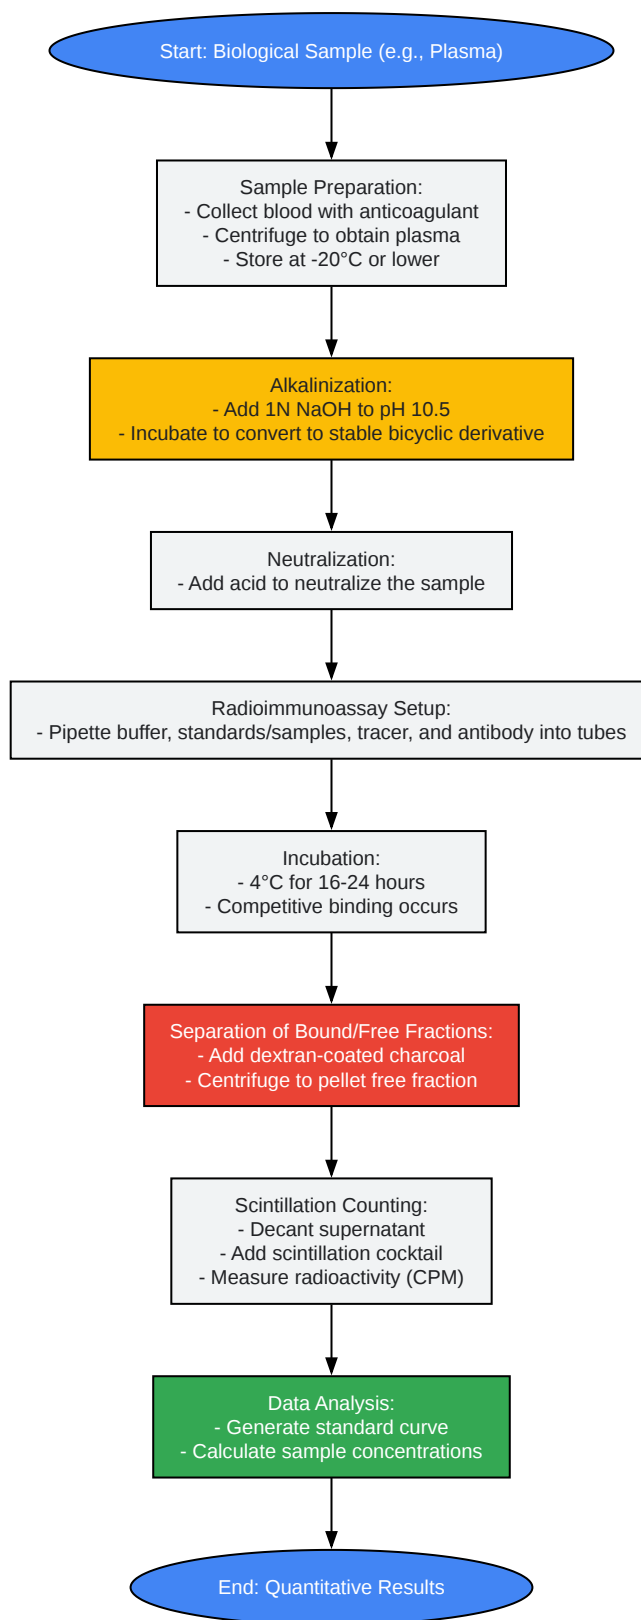 Start: Biological Sample (e.g., Plasma)
Sample Preparation:
- Collect blood with anticoagulant
- Centrifuge to obtain plasma
- Store at -20°C or lower
Alkalinization:
- Add 1N NaOH to pH 10.5
- Incubate to convert to stable bicyclic derivative
Neutralization:
- Add acid to neutralize the sample
Radioimmunoassay Setup:
- Pipette buffer, standards/samples, tracer, and antibody into tubes
Incubation:
- 4°C for 16-24 hours
- Competitive binding occurs
Separation of Bound/Free Fractions:
- Add dextran-coated charcoal
- Centrifuge to pellet free fraction
Scintillation Counting:
- Decant supernatant
- Add scintillation cocktail
- Measure radioactivity (CPM)
Data Analysis:
- Generate standard curve
- Calculate sample concentrations
End: Quantitative Results